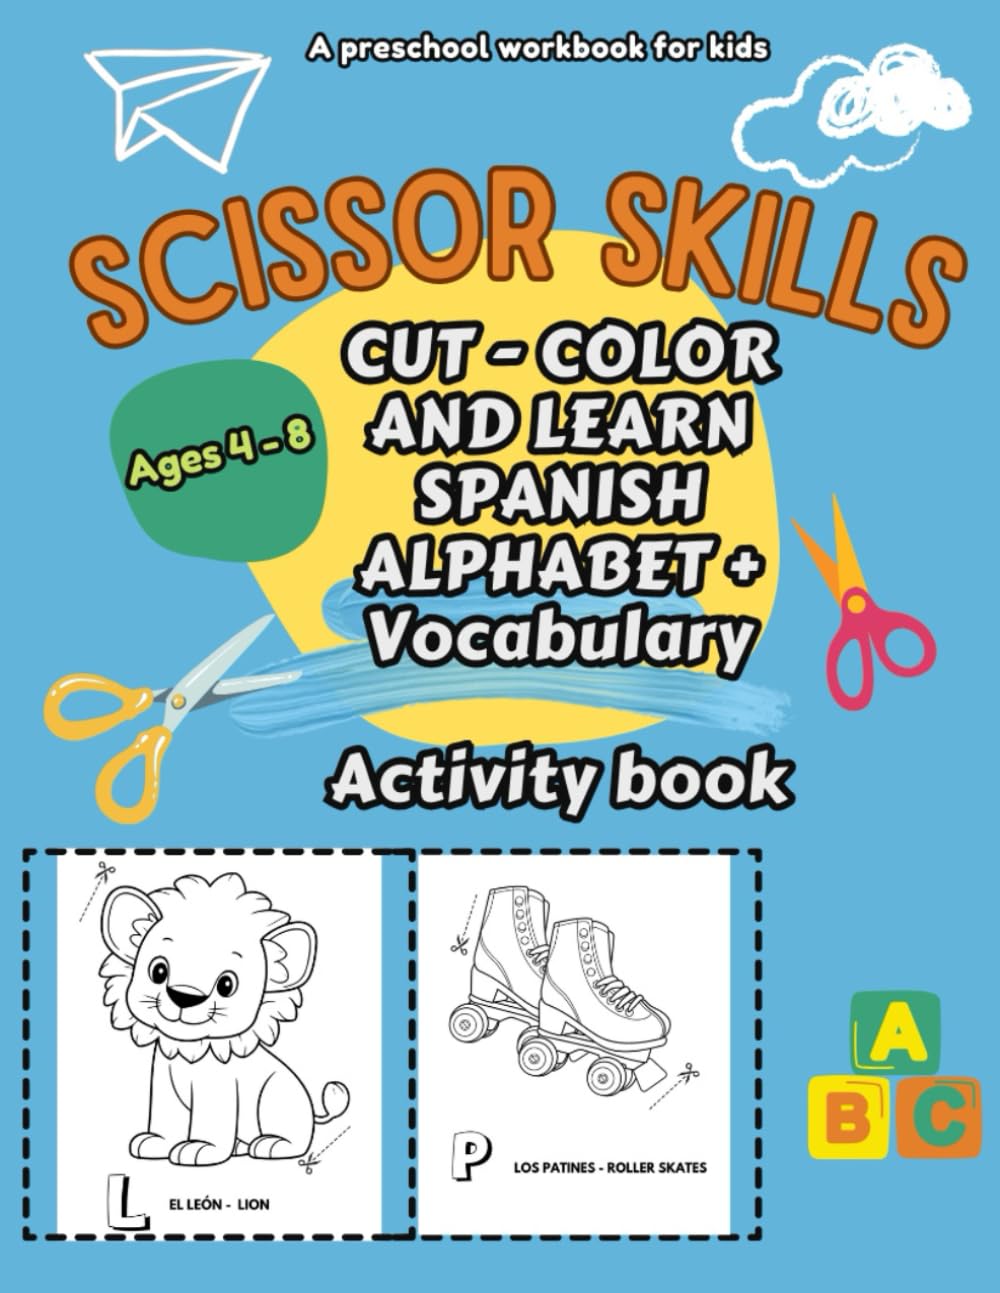 A preschool workbook for kids
SCISSOR SKILLS
CUT - COLOR
AND LEARN
SPANISH
ALPHABET +
Vocabulary
Ages 4 - 8
Activity book
L
EL LEÓN - LION
P
LOS PATINES - ROLLER SKATES
A
B C